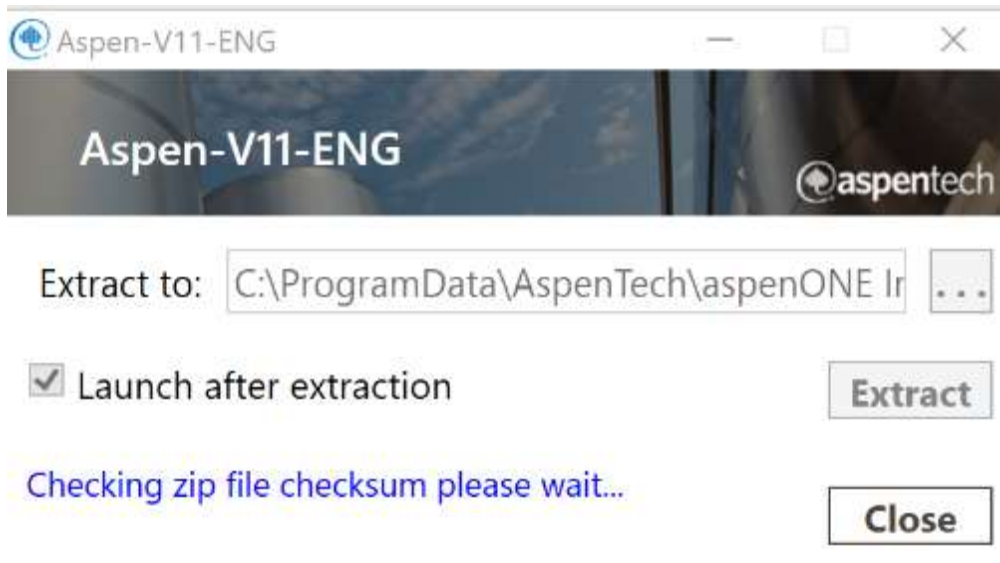 Aspen-V11-ENG
Aspen-V11-ENG
aspentech
Extract to: C:\ProgramData\AspenTech\aspenONE Ir ...
Launch after extraction
Extract
Checking zip file checksum please wait...
Close